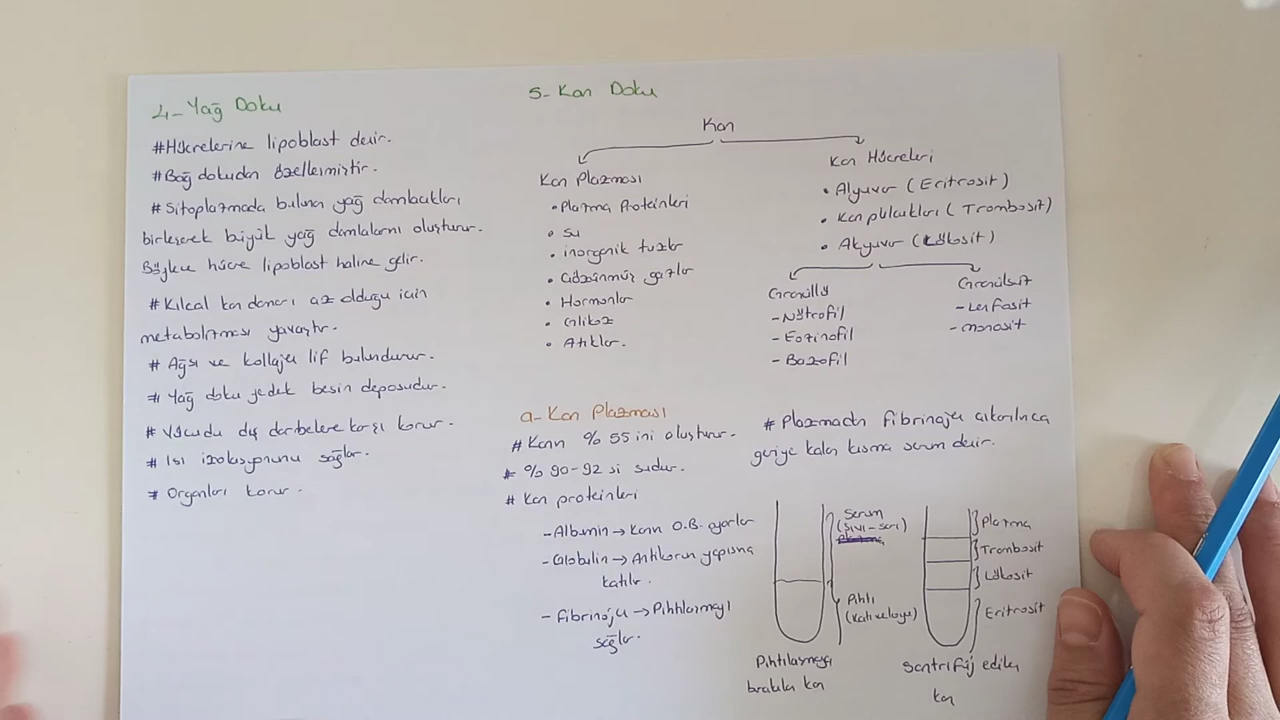 4- Yağ Doku
#Hücrelerine lipoblast denir.
#Bağ dokudan özelleşmiştir.
# Sitoplazmada bulunan yağ damlacıkları
birleşerek büyük yağ damlalarını oluşturur.
Böylece hücre lipoblast haline gelir.
# Kılcal kan damarı az olduğu için
metabolizması yavaştır.
# Ağsı ve kollajen lif bulundurur.
# Yağ doku yedek besin deposudur.
# Vücudu dış darbelere karşı korur.
# Isı izolasyonunu sağlar.
# Organları korur.
5- Kan Doku
Kan
Kan Plazması
• Plazma Proteinleri
• Su
• inorganik tuzlar
• Çözünmüş gazlar
• Hormonlar
• Glikoz
• Atıklar.
Kan Hücreleri
• Alyuvar (Eritrosit)
• Kan pulcukları (Trombosit)
• Akyuvar (Lökosit)
Granüllü
- Nötrofil
- Eozinofil
- Bazofil
Granülsüz
- Lenfosit
- monosit
a- Kan Plazması
# Kanın % 55 ini oluşturur.
# % 90-92 si sudur.
# Kan proteinleri
- Albumin → Kanın O.B. ayarlar
- Globulin → Antikorun yapısına
katılır.
- Fibrinojen → Pıhtılaşmayı
sağlar.
# Plazmadan fibrinojen çıkarılınca
geriye kalan kısma serum denir.
Serum
(Sıvı-sarı)
Pıhtı
(kahvelogu)
Pıhtılaşmaya
bırakılan kan
Plazma
Trombosit
Lökosit
Eritrosit
Santrifüj edilen
kan